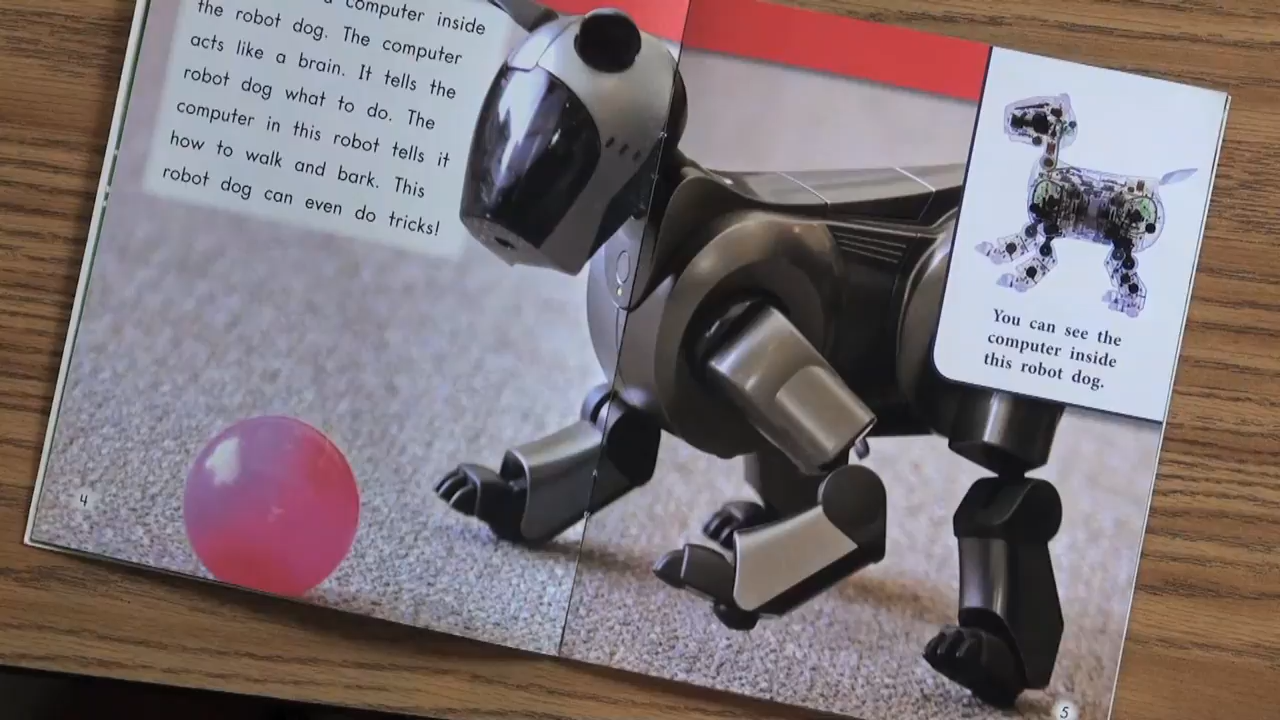 computer inside
the robot dog. The computer
acts like a brain. It tells the
robot dog what to do. The
computer in this robot tells it
how to walk and bark. This
robot dog can even do tricks!
You can see the
computer inside
this robot dog.
4
5